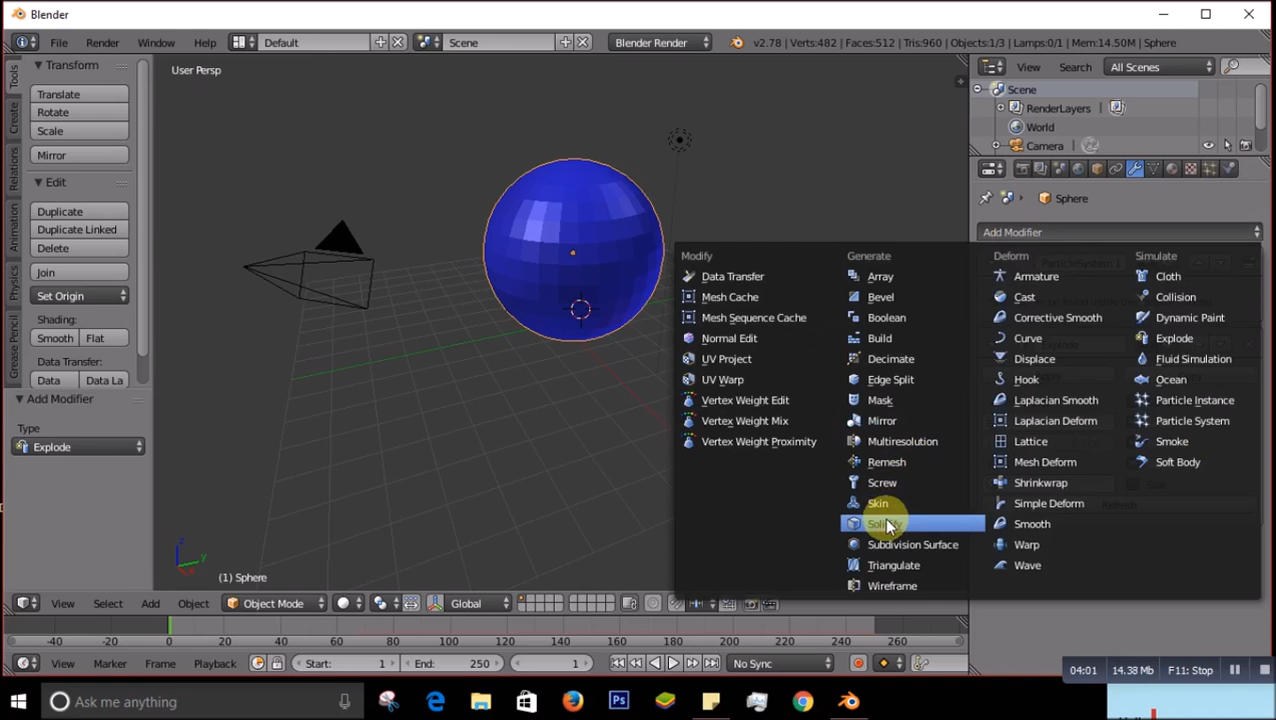 Blender
File Render Window Help Default Scene Blender Render v2.78 | Verts:482 | Faces:512 | Tris:960 | Objects:1/3 | Lamps:0/1 | Mem:14.50M | Sphere
Tools
Create
Relations
Animation
Physics
Grease Pencil
Transform
Translate
Rotate
Scale
Mirror
Edit
Duplicate
Duplicate Linked
Delete
Join
Set Origin
Shading:
Smooth Flat
Data Transfer:
Data Data La
Add Modifier
Type
Explode
User Persp
z
y
(1) Sphere
View Search All Scenes
Scene
RenderLayers
World
Camera
Sphere
Add Modifier
Modify
Data Transfer
Mesh Cache
Mesh Sequence Cache
Normal Edit
UV Project
UV Warp
Vertex Weight Edit
Vertex Weight Mix
Vertex Weight Proximity
Generate
Array
Bevel
Boolean
Build
Decimate
Edge Split
Mask
Mirror
Multiresolution
Remesh
Screw
Skin
Solidify
Subdivision Surface
Triangulate
Wireframe
Deform
Armature
Cast
Corrective Smooth
Curve
Displace
Hook
Laplacian Smooth
Laplacian Deform
Lattice
Mesh Deform
Shrinkwrap
Simple Deform
Smooth
Warp
Wave
Simulate
Cloth
Collision
Dynamic Paint
Explode
Fluid Simulation
Ocean
Particle Instance
Particle System
Smoke
Soft Body
Refresh
View Select Add Object Object Mode Global
-40 -20 0 20 40 60 80 100 120 140 160 180 200 220 240 260
View Marker Frame Playback Start: 1 End: 250 1 No Sync
04:01 14.38 Mb F11: Stop
Ask me anything
Ps